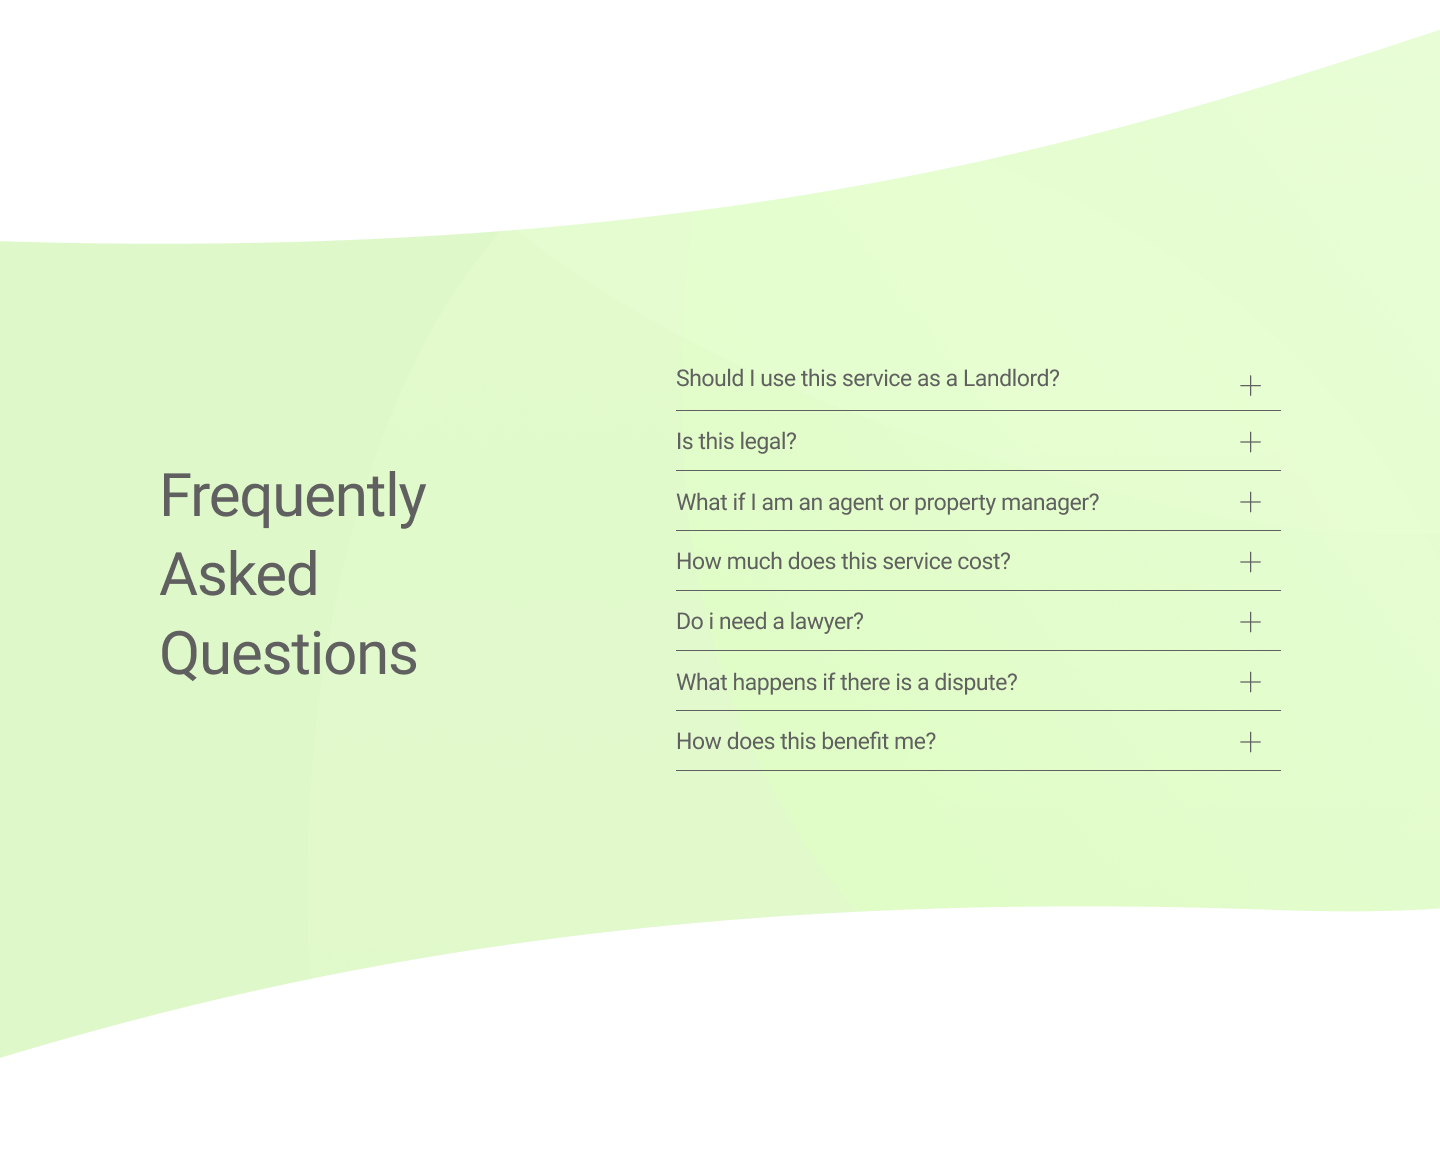 Frequently
Asked
Questions
Should I use this service as a Landlord?
Is this legal?
What if I am an agent or property manager?
How much does this service cost?
Do i need a lawyer?
What happens if there is a dispute?
How does this benefit me?